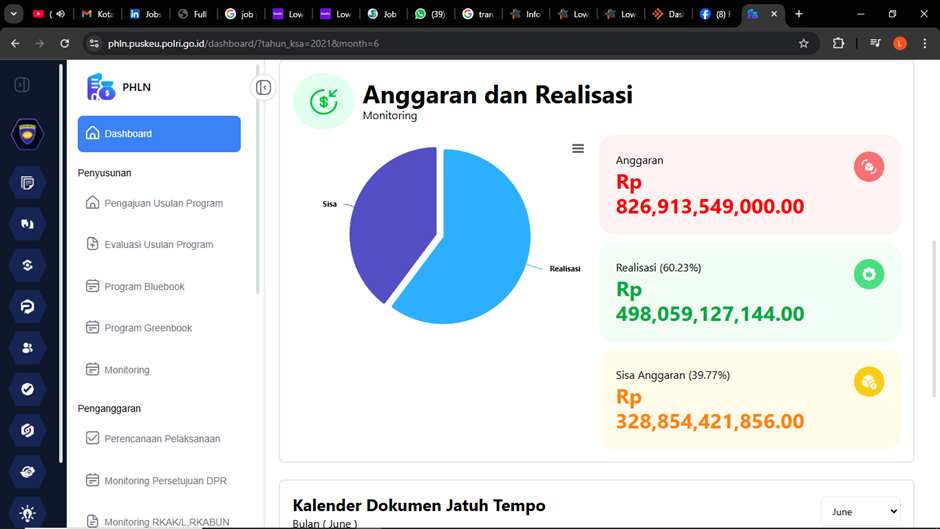 Kota
Jobs
Full
job
Low
Low
Job
(39)
tran
Info
Low
Low
Dash
(8) F
phln.puskeu.polri.go.id/dashboard/?tahun_ksa=2021&month=6
L
PHLN
Dashboard
Penyusunan
Pengajuan Usulan Program
Evaluasi Usulan Program
Program Bluebook
Program Greenbook
Monitoring
Penganggaran
Perencanaan Pelaksanaan
Monitoring Persetujuan DPR
Monitoring RKAK/L,RKABUN
Anggaran dan Realisasi
Monitoring
Sisa
Realisasi
Anggaran
Rp
826,913,549,000.00
Realisasi (60.23%)
Rp
498,059,127,144.00
Sisa Anggaran (39.77%)
Rp
328,854,421,856.00
Kalender Dokumen Jatuh Tempo
Bulan ( June )
June